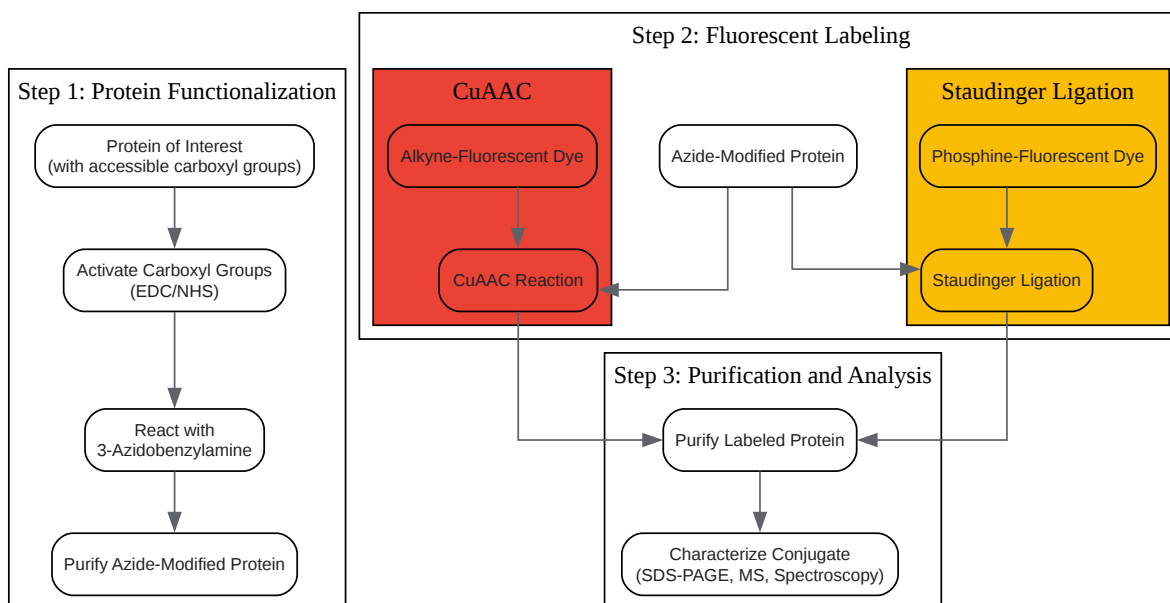 Step 1: Protein Functionalization
Protein of Interest
(with accessible carboxyl groups)
Activate Carboxyl Groups
(EDC/NHS)
React with
3-Azidobenzylamine
Purify Azide-Modified Protein
Step 2: Fluorescent Labeling
CuAAC
Alkyne-Fluorescent Dye
CuAAC Reaction
Azide-Modified Protein
Staudinger Ligation
Phosphine-Fluorescent Dye
Staudinger Ligation
Step 3: Purification and Analysis
Purify Labeled Protein
Characterize Conjugate
(SDS-PAGE, MS, Spectroscopy)